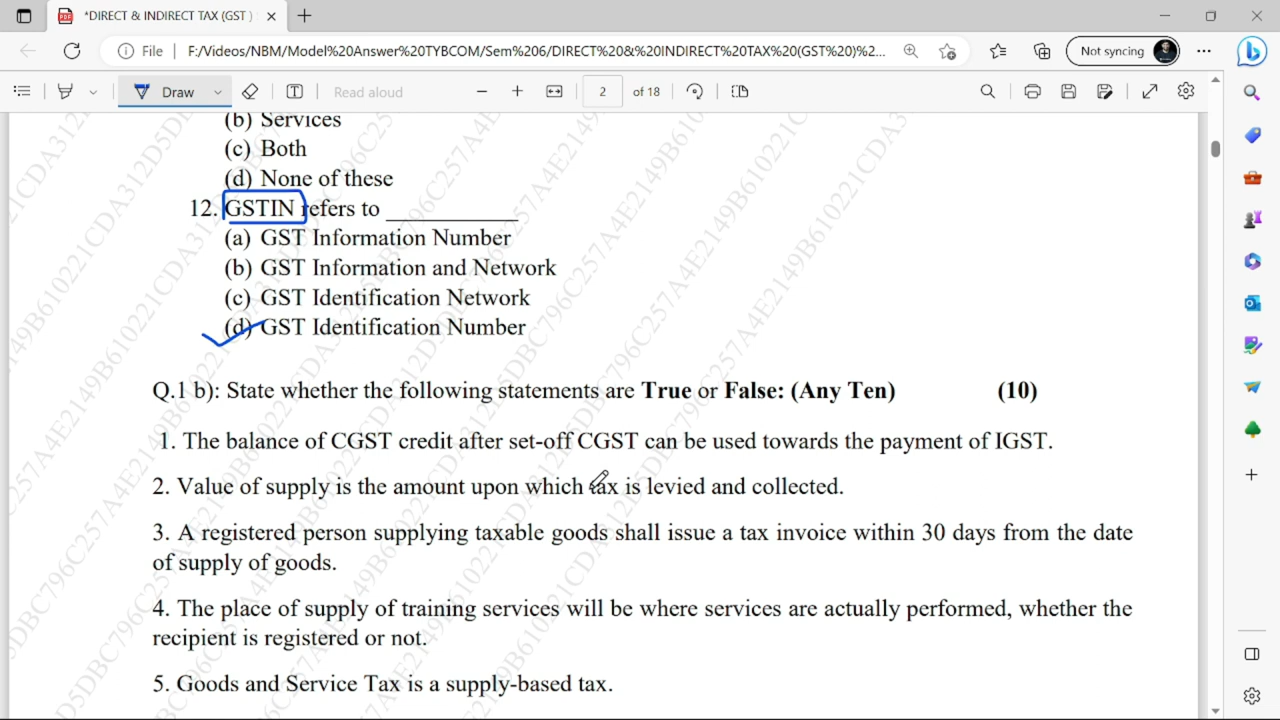 *DIRECT & INDIRECT TAX (GST )
File
F:/Videos/NBM/Model%20Answer%20TYBCOM/Sem%206/DIRECT%20&%20INDIRECT%20TAX%20(GST%20)%2...
Not syncing
Draw
Read aloud
2
of 18
(b) Services
(c) Both
(d) None of these
12. GSTIN refers to ____________
(a) GST Information Number
(b) GST Information and Network
(c) GST Identification Network
(d) GST Identification Number
Q.1 b): State whether the following statements are True or False: (Any Ten) (10)
1. The balance of CGST credit after set-off CGST can be used towards the payment of IGST.
2. Value of supply is the amount upon which tax is levied and collected.
3. A registered person supplying taxable goods shall issue a tax invoice within 30 days from the date
of supply of goods.
4. The place of supply of training services will be where services are actually performed, whether the
recipient is registered or not.
5. Goods and Service Tax is a supply-based tax.